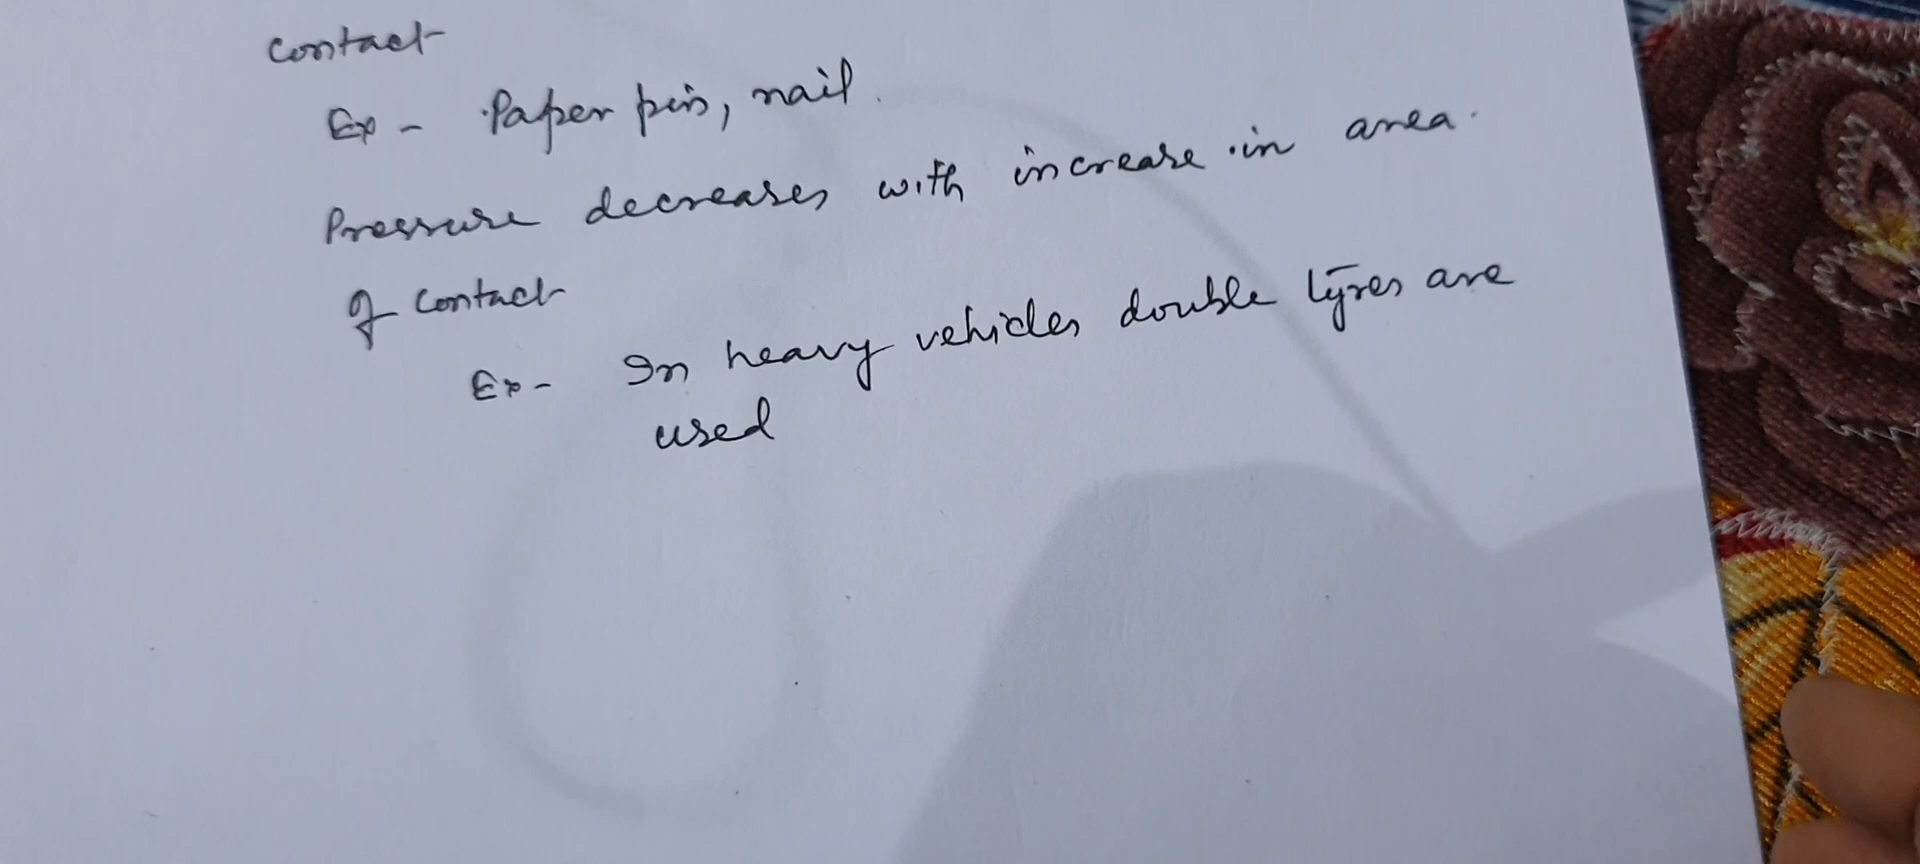 contact
Ex - Paper pin, nail.
Pressure decreases with increase in area.
of contact
Ex - In heavy vehicles double tyres are
used